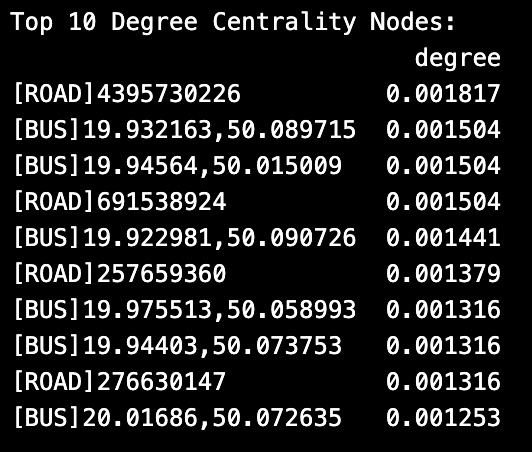 Top 10 Degree Centrality Nodes:
degree
[ROAD]4395730226 0.001817
[BUS]19.932163,50.089715 0.001504
[BUS]19.94564,50.015009 0.001504
[ROAD]691538924 0.001504
[BUS]19.922981,50.090726 0.001441
[ROAD]257659360 0.001379
[BUS]19.975513,50.058993 0.001316
[BUS]19.94403,50.073753 0.001316
[ROAD]276630147 0.001316
[BUS]20.01686,50.072635 0.001253